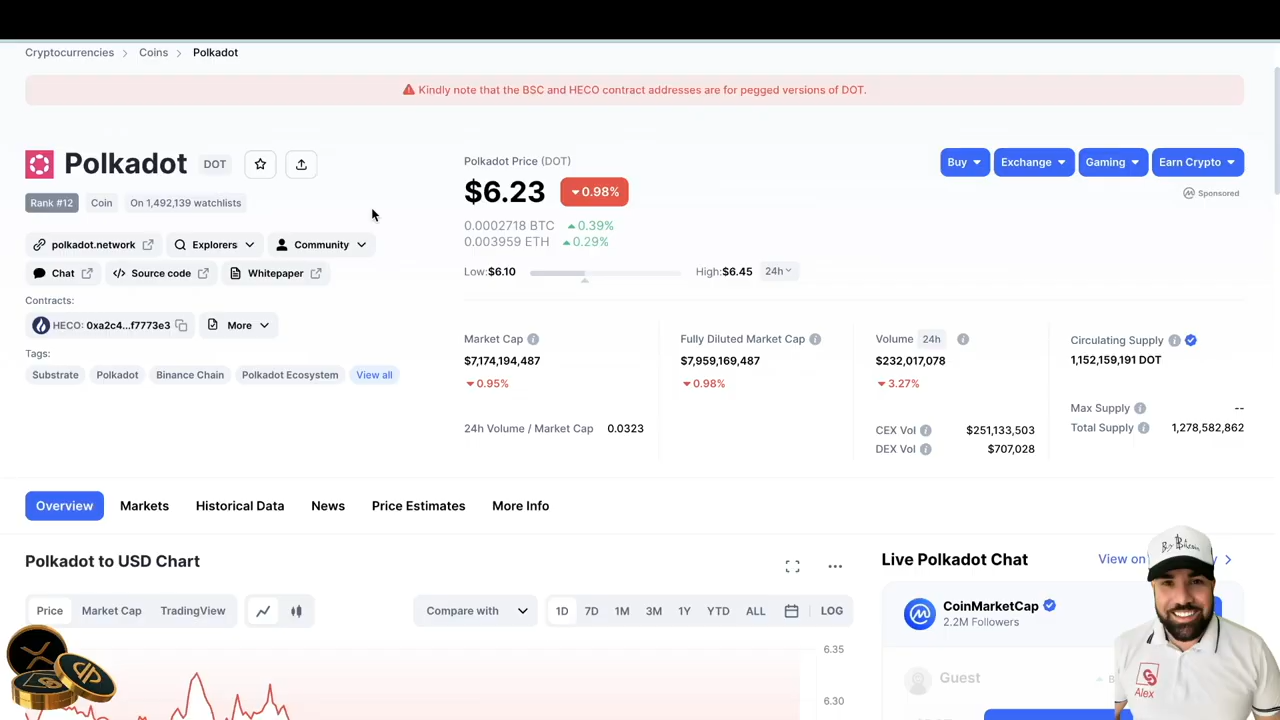 Cryptocurrencies > Coins > Polkadot
Kindly note that the BSC and HECO contract addresses are for pegged versions of DOT.
Polkadot DOT
Rank #12 Coin On 1,492,139 watchlists
polkadot.network Explorers Community
Chat Source code Whitepaper
Contracts:
HECO: 0xa2c4...f7773e3 More
Tags:
Substrate Polkadot Binance Chain Polkadot Ecosystem View all
Polkadot Price (DOT)
$6.23 0.98%
0.0002718 BTC 0.39%
0.003959 ETH 0.29%
Low:$6.10 High:$6.45 24h
Buy Exchange Gaming Earn Crypto
Sponsored
Market Cap
$7,174,194,487
0.95%
24h Volume / Market Cap 0.0323
Fully Diluted Market Cap
$7,959,169,487
0.98%
Volume 24h
$232,017,078
3.27%
CEX Vol $251,133,503
DEX Vol $707,028
Circulating Supply
1,152,159,191 DOT
Max Supply --
Total Supply 1,278,582,862
Overview Markets Historical Data News Price Estimates More Info
Polkadot to USD Chart
Price Market Cap TradingView
Compare with 1D 7D 1M 3M 1Y YTD ALL LOG
6.35
6.30
Live Polkadot Chat View on
CoinMarketCap
2.2M Followers
Guest
Alex